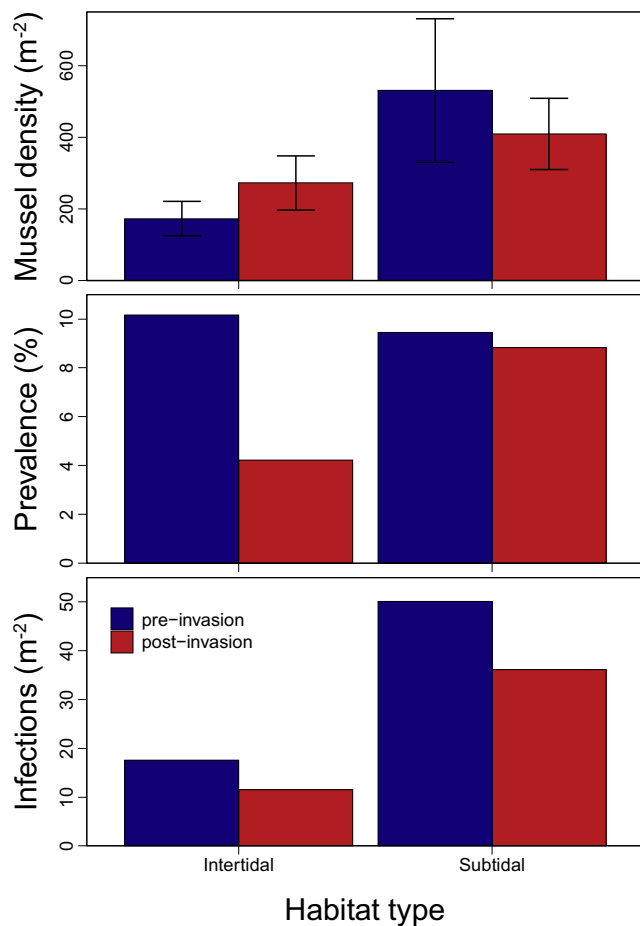 Mussel density (m⁻²)
0 200 400 600
Prevalence (%)
0 2 4 6 8 10
Infections (m⁻²)
0 10 20 30 40 50
pre−invasion
post−invasion
Intertidal Subtidal
Habitat type